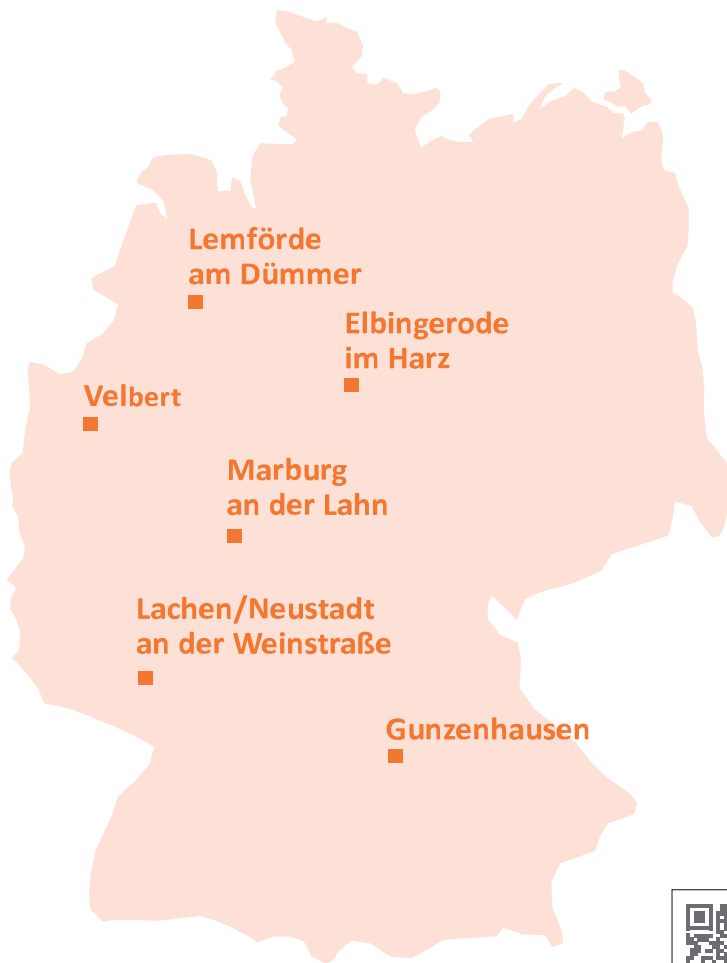 Lemförde
am Dümmer
Elbingerode
im Harz
Velbert
Marburg
an der Lahn
Lachen/Neustadt
an der Weinstraße
Gunzenhausen